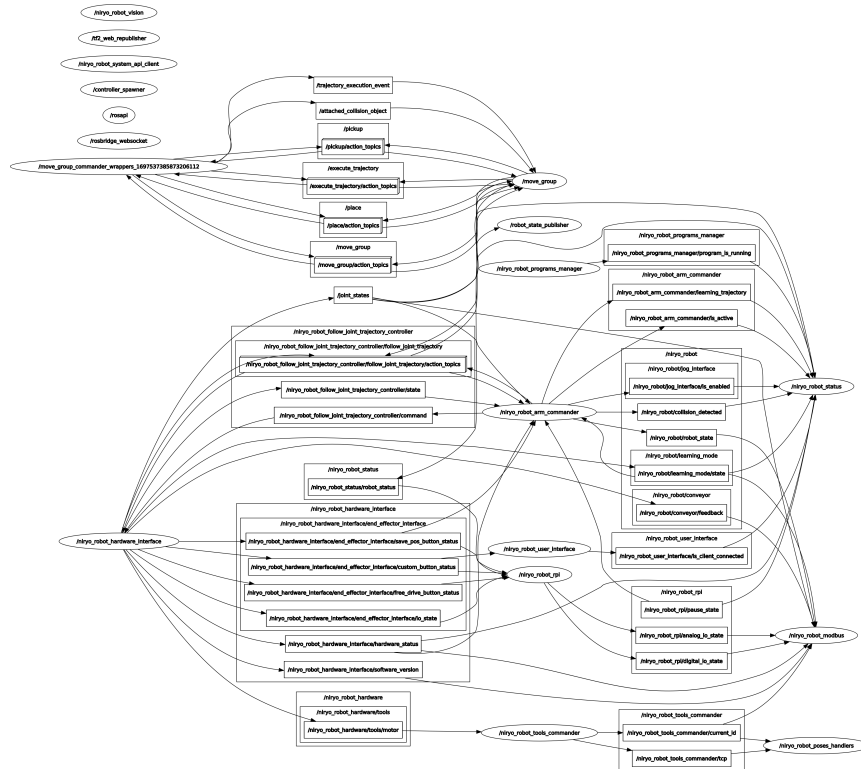 /niryo_robot_vision
/tf2_web_republisher
/niryo_robot_system_api_client
/controller_spawner
/rosapi
/rosbridge_websocket
/move_group_commander_wrappers_1697537385873206112
/trajectory_execution_event
/attached_collision_object
/pickup
/pickup/action_topics
/execute_trajectory
/execute_trajectory/action_topics
/place
/place/action_topics
/move_group
/move_group/action_topics
/move_group
/robot_state_publisher
/niryo_robot_programs_manager
/niryo_robot_programs_manager
/niryo_robot_programs_manager/program_is_running
/niryo_robot_arm_commander
/niryo_robot_arm_commander/learning_trajectory
/niryo_robot_arm_commander/is_active
/joint_states
/niryo_robot_follow_joint_trajectory_controller
/niryo_robot_follow_joint_trajectory_controller/follow_joint_trajectory
/niryo_robot_follow_joint_trajectory_controller/follow_joint_trajectory/action_topics
/niryo_robot_follow_joint_trajectory_controller/state
/niryo_robot_follow_joint_trajectory_controller/command
/niryo_robot_arm_commander
/niryo_robot
/niryo_robot/jog_interface
/niryo_robot/jog_interface/is_enabled
/niryo_robot/collision_detected
/niryo_robot/robot_state
/niryo_robot/learning_mode
/niryo_robot/learning_mode/state
/niryo_robot/conveyor
/niryo_robot/conveyor/feedback
/niryo_robot_status
/niryo_robot_status
/niryo_robot_status/robot_status
/niryo_robot_hardware_interface
/niryo_robot_hardware_interface
/niryo_robot_hardware_interface/end_effector_interface
/niryo_robot_hardware_interface/end_effector_interface/save_pos_button_status
/niryo_robot_hardware_interface/end_effector_interface/custom_button_status
/niryo_robot_hardware_interface/end_effector_interface/free_drive_button_status
/niryo_robot_hardware_interface/end_effector_interface/io_state
/niryo_robot_hardware_interface/hardware_status
/niryo_robot_hardware_interface/software_version
/niryo_robot_user_interface
/niryo_robot_user_interface
/niryo_robot_user_interface/is_client_connected
/niryo_robot_rpi
/niryo_robot_rpi
/niryo_robot_rpi/pause_state
/niryo_robot_rpi/analog_io_state
/niryo_robot_rpi/digital_io_state
/niryo_robot_modbus
/niryo_robot_hardware
/niryo_robot_hardware/tools
/niryo_robot_hardware/tools/motor
/niryo_robot_tools_commander
/niryo_robot_tools_commander
/niryo_robot_tools_commander/current_id
/niryo_robot_tools_commander/tcp
/niryo_robot_poses_handlers